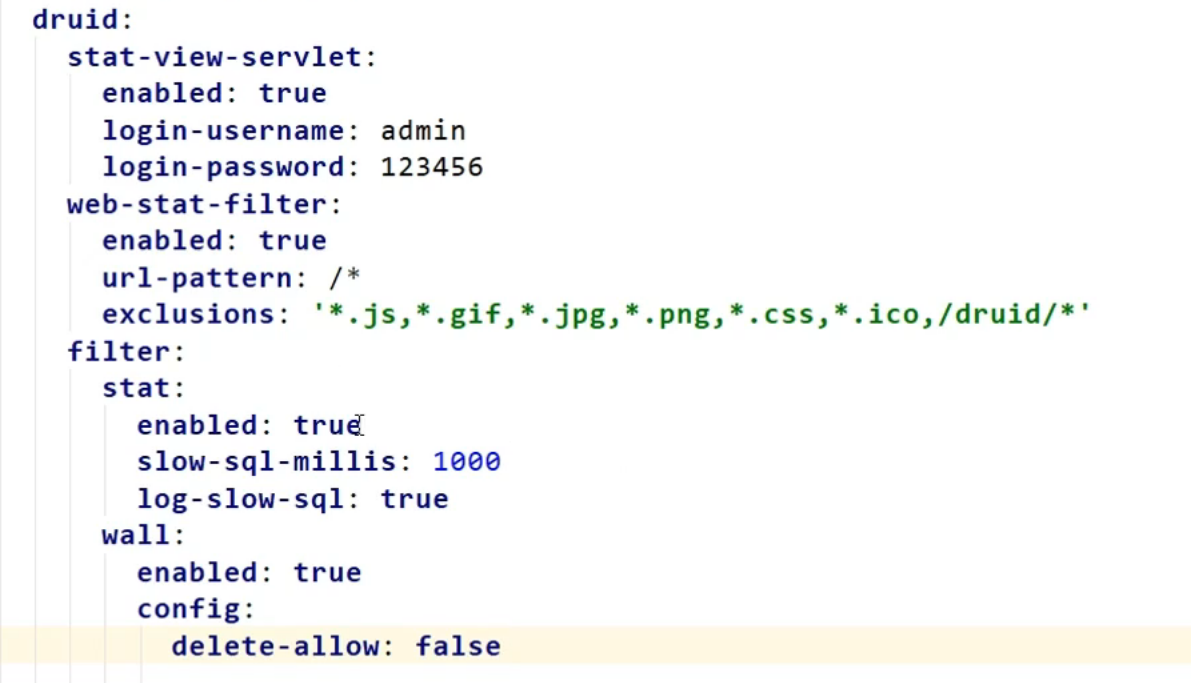 druid:
  stat-view-servlet:
    enabled: true
    login-username: admin
    login-password: 123456
  web-stat-filter:
    enabled: true
    url-pattern: /*
    exclusions: '*.js,*.gif,*.jpg,*.png,*.css,*.ico,/druid/*'
  filter:
    stat:
      enabled: true
      slow-sql-millis: 1000
      log-slow-sql: true
    wall:
      enabled: true
      config:
        delete-allow: false